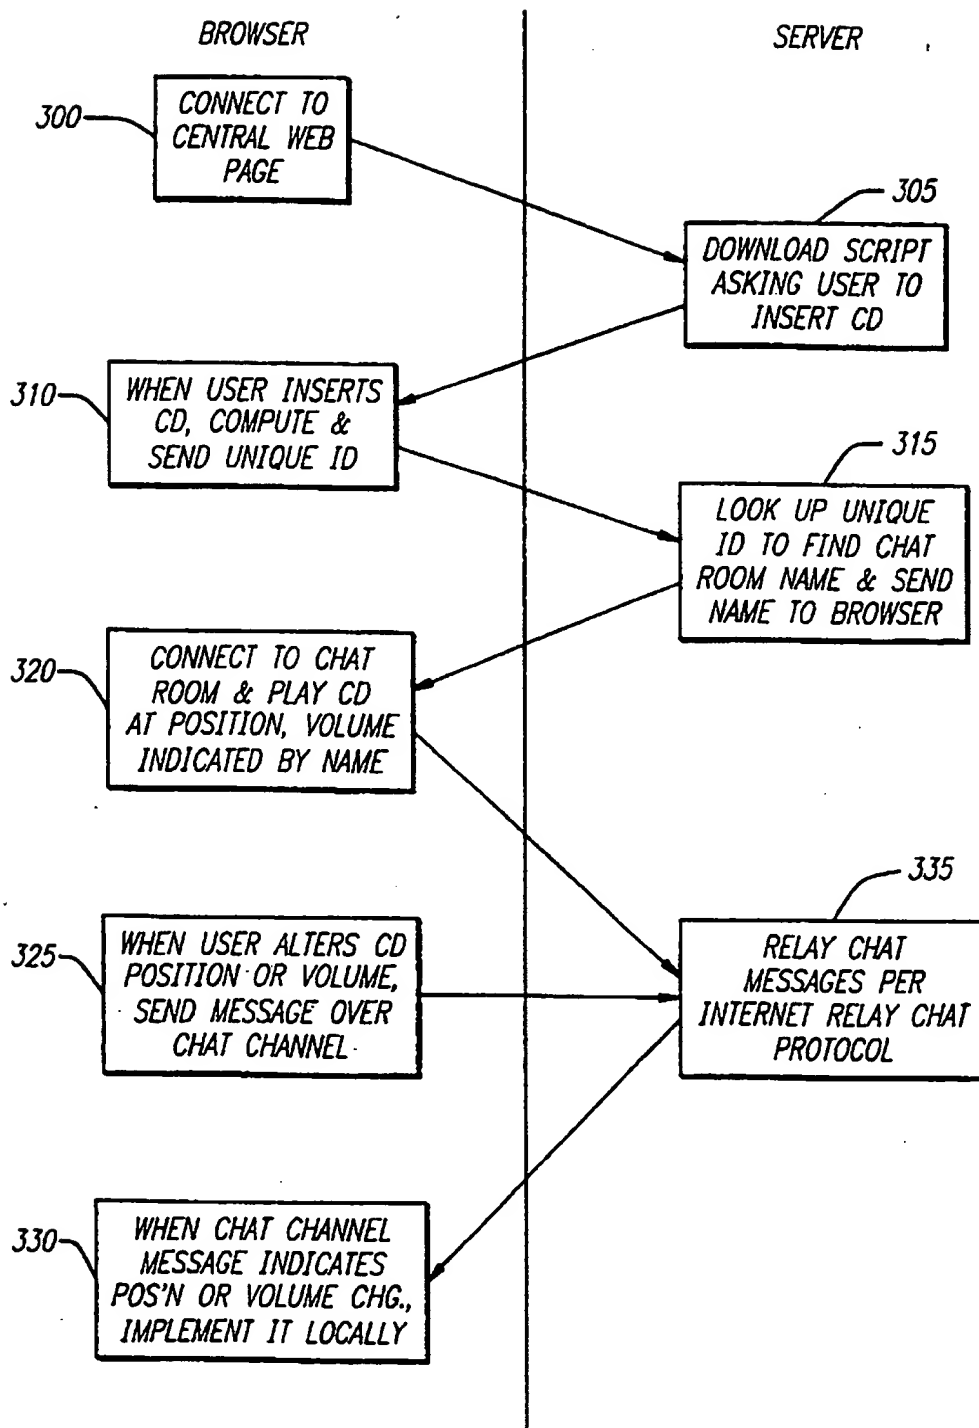 BROWSER
SERVER
300
CONNECT TO
CENTRAL WEB
PAGE
305
DOWNLOAD SCRIPT
ASKING USER TO
INSERT CD
310
WHEN USER INSERTS
CD, COMPUTE &
SEND UNIQUE ID
315
LOOK UP UNIQUE
ID TO FIND CHAT
ROOM NAME & SEND
NAME TO BROWSER
320
CONNECT TO CHAT
ROOM & PLAY CD
AT POSITION, VOLUME
INDICATED BY NAME
335
RELAY CHAT
MESSAGES PER
INTERNET RELAY CHAT
PROTOCOL
325
WHEN USER ALTERS CD
POSITION OR VOLUME,
SEND MESSAGE OVER
CHAT CHANNEL
330
WHEN CHAT CHANNEL
MESSAGE INDICATES
POS'N OR VOLUME CHG.,
IMPLEMENT IT LOCALLY